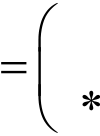 = (
*